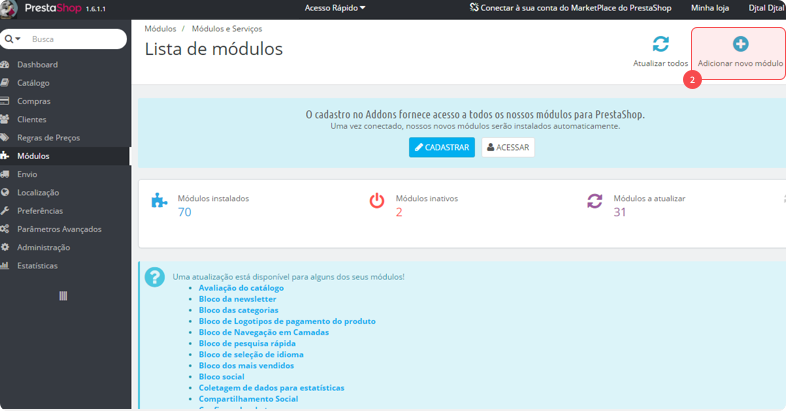 PrestaShop 1.6.1.1
Acesso Rápido
Conectar à sua conta do MarketPlace do PrestaShop
Minha loja
Djtal Djtal
Busca
Dashboard
Catálogo
Compras
Clientes
Regras de Preços
Módulos
Envio
Localização
Preferências
Parâmetros Avançados
Administração
Estatísticas
Módulos / Módulos e Serviços
Lista de módulos
Atualizar todos
Adicionar novo módulo
2
O cadastro no Addons fornece acesso a todos os nossos módulos para PrestaShop.
Uma vez conectado, nossos novos módulos serão instalados automaticamente.
CADASTRAR
ACESSAR
Módulos instalados
70
Módulos inativos
2
Módulos a atualizar
31
Uma atualização está disponível para alguns dos seus módulos!
Avaliação do catálogo
Bloco da newsletter
Bloco das categorias
Bloco de Logotipos de pagamento do produto
Bloco de Navegação em Camadas
Bloco de pesquisa rápida
Bloco de seleção de idioma
Bloco dos mais vendidos
Bloco social
Coletagem de dados para estatísticas
Compartilhamento Social